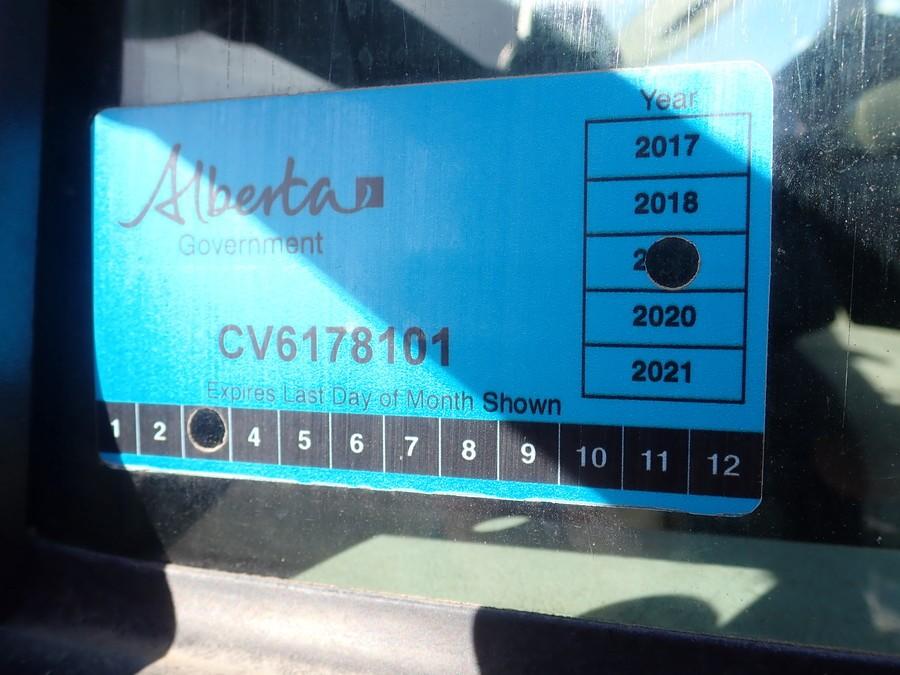 Alberta
Government
Year
2017
2018
2
2020
2021
CV6178101
Expires Last Day of Month Shown
1 2 4 5 6 7 8 9 10 11 12